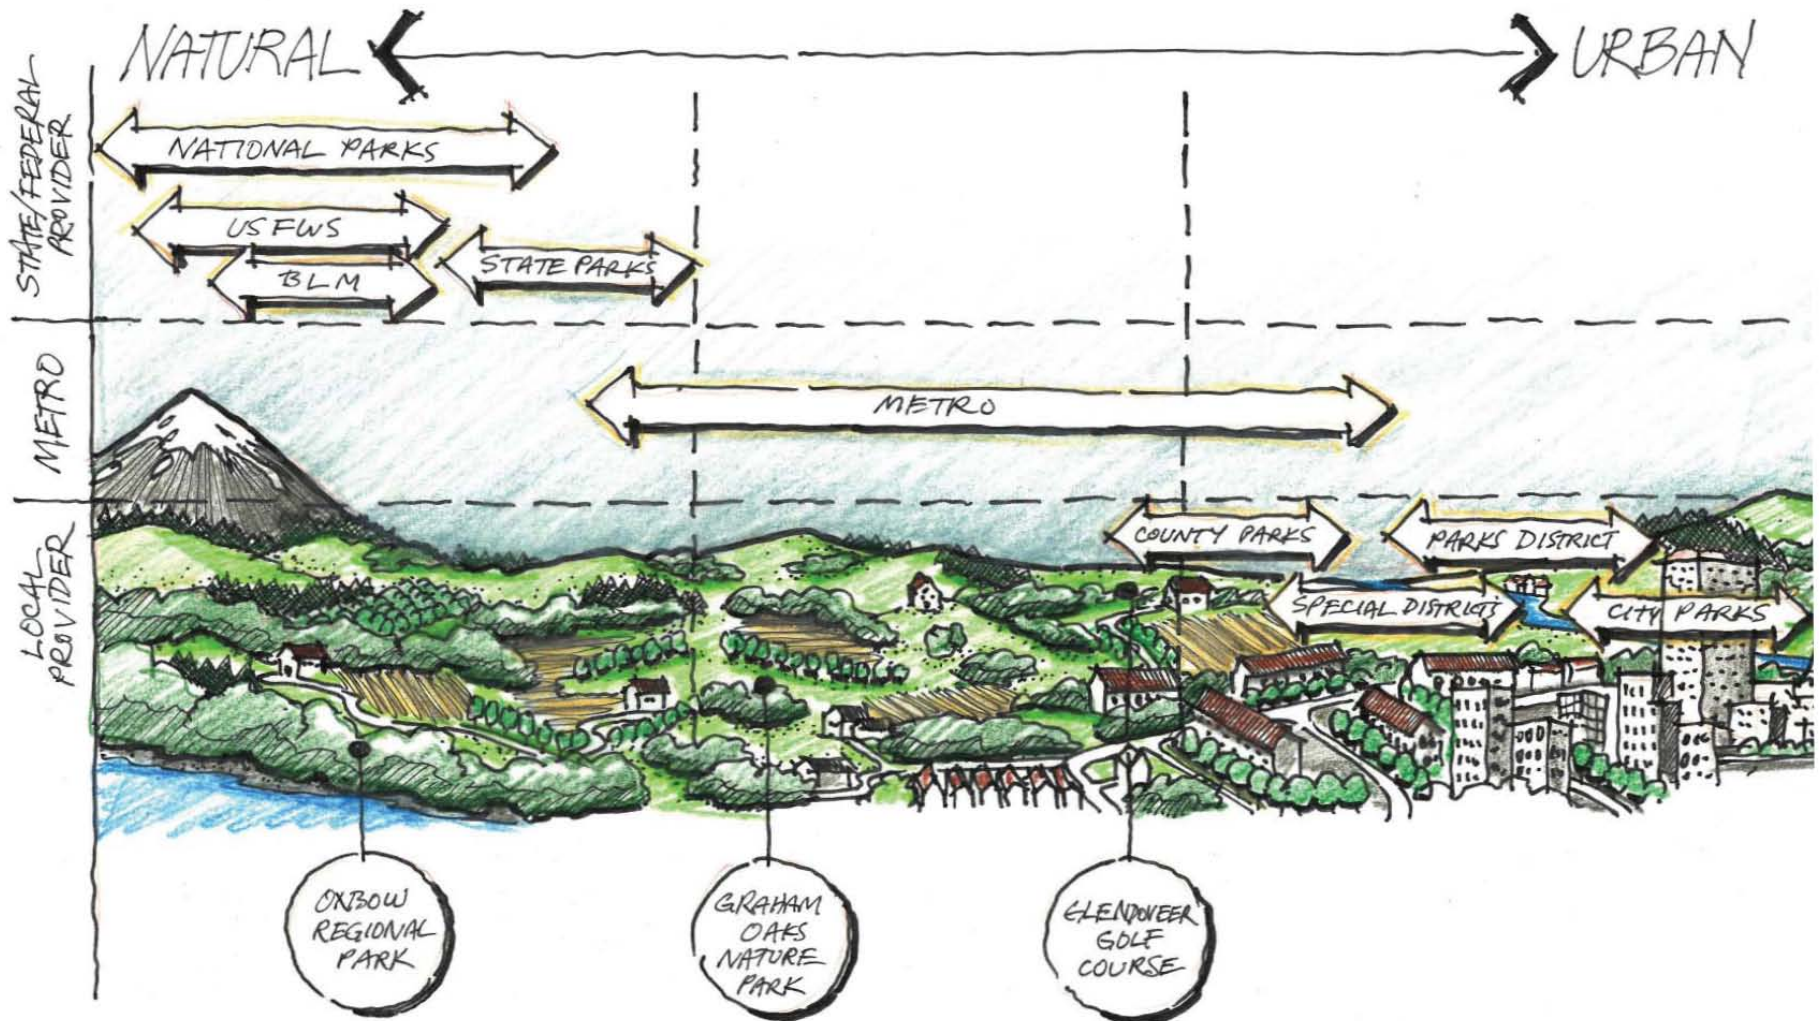 NATURAL
URBAN
STATE/FEDERAL
PROVIDER
NATIONAL PARKS
USFWS
BLM
STATE PARKS
METRO
METRO
LOCAL
PROVIDER
COUNTY PARKS
PARKS DISTRICT
SPECIAL DISTRICTS
CITY PARKS
OXBOW
REGIONAL
PARK
GRAHAM
OAKS
NATURE
PARK
GLENDOVEER
GOLF
COURSE